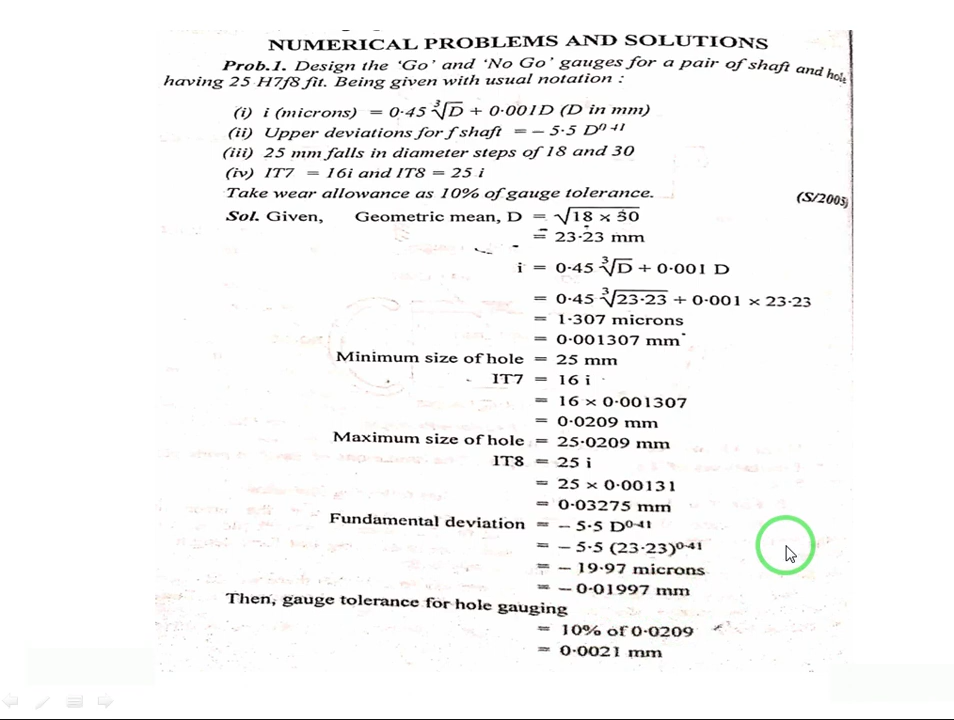 NUMERICAL PROBLEMS AND SOLUTIONS
Prob.1. Design the 'Go' and 'No Go' gauges for a pair of shaft and hole
having 25 H7f8 fit. Being given with usual notation :
(i) i (microns) = 0·45 ∛D + 0·001D (D in mm)
(ii) Upper deviations for f shaft = – 5·5 D^0·41
(iii) 25 mm falls in diameter steps of 18 and 30
(iv) IT7 = 16i and IT8 = 25 i
Take wear allowance as 10% of gauge tolerance. (S/2005)
Sol. Given, Geometric mean, D = √18 × 30
= 23·23 mm
i = 0·45 ∛D + 0·001 D
= 0·45 ∛23·23 + 0·001 × 23·23
= 1·307 microns
= 0·001307 mm
Minimum size of hole = 25 mm
IT7 = 16 i
= 16 × 0·001307
= 0·0209 mm
Maximum size of hole = 25·0209 mm
IT8 = 25 i
= 25 × 0·00131
= 0·03275 mm
Fundamental deviation = – 5·5 D^0·41
= – 5·5 (23·23)^0·41
= – 19·97 microns
= – 0·01997 mm
Then, gauge tolerance for hole gauging
= 10% of 0·0209
= 0·0021 mm